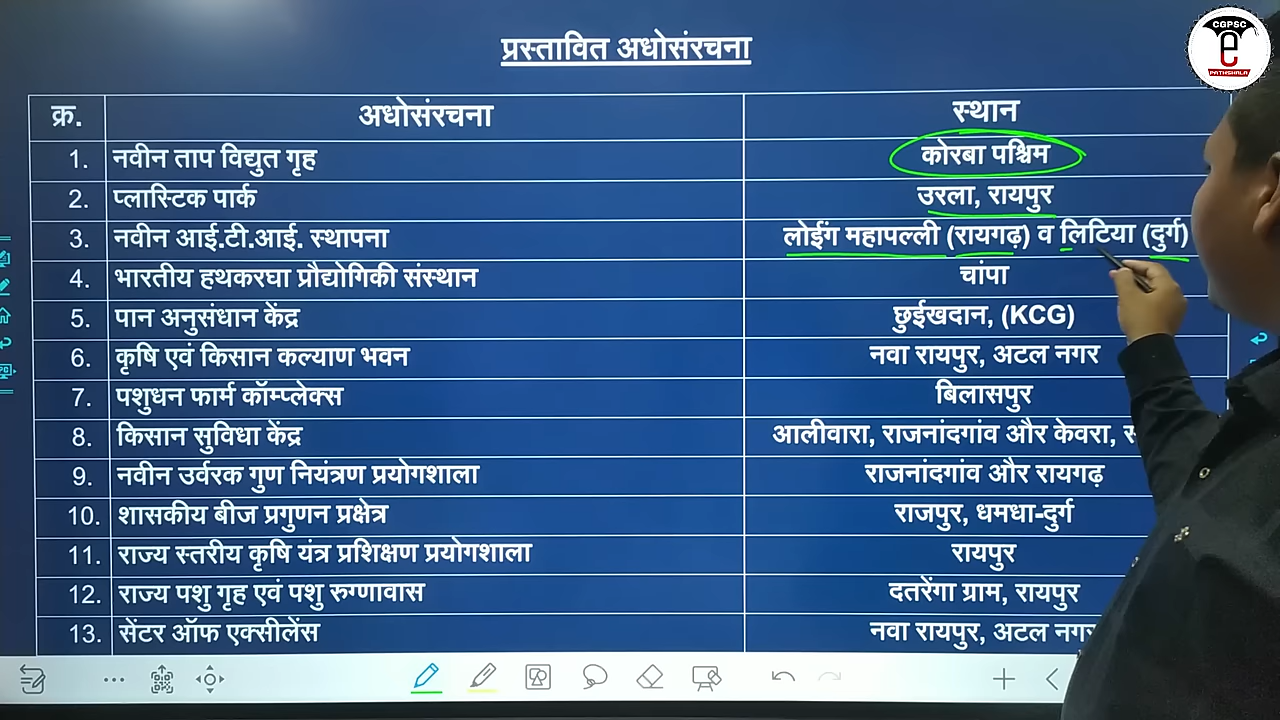 CGPSC
e
PATHSHALA
प्रस्तावित अधोसंरचना
क्र. अधोसंरचना स्थान
1. नवीन ताप विद्युत गृह कोरबा पश्चिम
2. प्लास्टिक पार्क उरला, रायपुर
3. नवीन आई.टी.आई. स्थापना लोईंग महापल्ली (रायगढ़) व लिटिया (दुर्ग)
4. भारतीय हथकरघा प्रौद्योगिकी संस्थान चांपा
5. पान अनुसंधान केंद्र छुईखदान, (KCG)
6. कृषि एवं किसान कल्याण भवन नवा रायपुर, अटल नगर
7. पशुधन फार्म कॉम्प्लेक्स बिलासपुर
8. किसान सुविधा केंद्र आलीवारा, राजनांदगांव और केवरा,
9. नवीन उर्वरक गुण नियंत्रण प्रयोगशाला राजनांदगांव और रायगढ़
10. शासकीय बीज प्रगुणन प्रक्षेत्र राजपुर, धमधा-दुर्ग
11. राज्य स्तरीय कृषि यंत्र प्रशिक्षण प्रयोगशाला रायपुर
12. राज्य पशु गृह एवं पशु रुग्णावास दतरेंगा ग्राम, रायपुर
13. सेंटर ऑफ एक्सीलेंस नवा रायपुर, अटल नगर